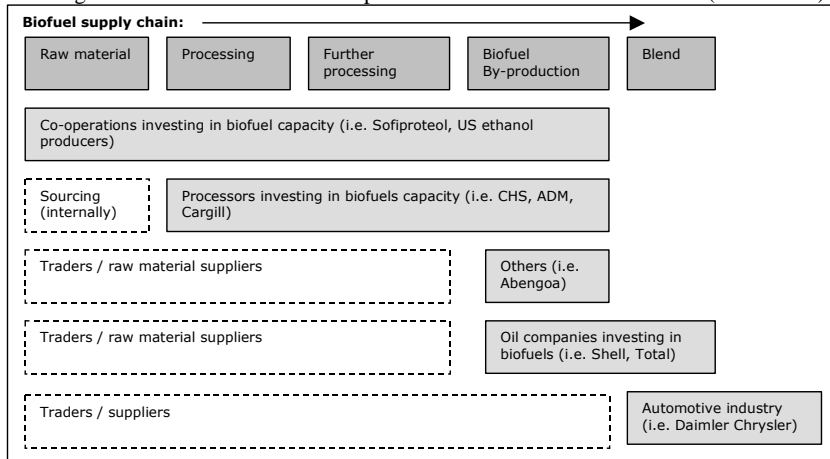 Biofuel supply chain:
Raw material
Processing
Further
processing
Biofuel
By-production
Blend
Co-operations investing in biofuel capacity (i.e. Sofiproteol, US ethanol
producers)
Sourcing
(internally)
Processors investing in biofuels capacity (i.e. CHS, ADM,
Cargill)
Traders / raw material suppliers
Others (i.e.
Abengoa)
Traders / raw material suppliers
Oil companies investing in
biofuels (i.e. Shell, Total)
Traders / suppliers
Automotive industry
(i.e. Daimler Chrysler)